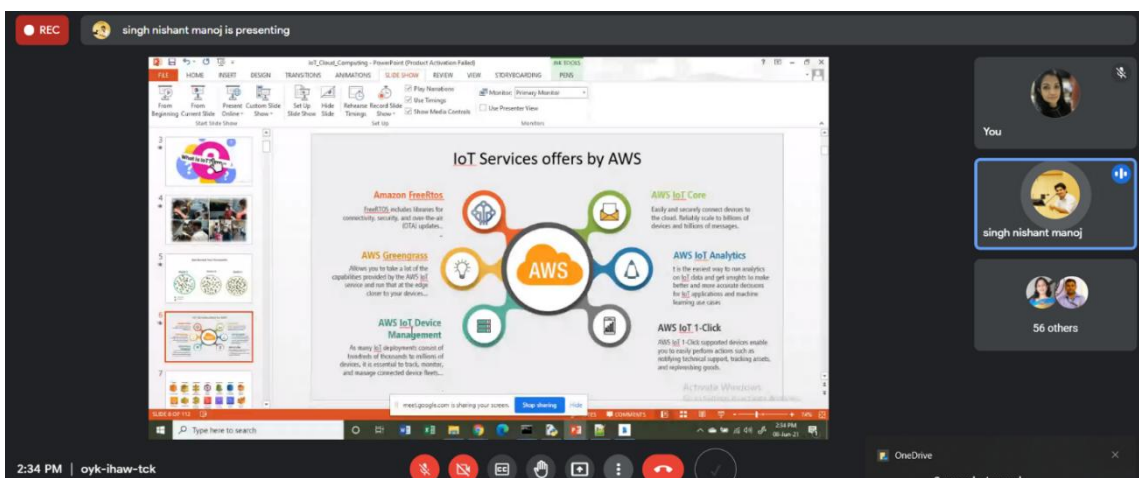 REC
singh nishant manoj is presenting
IoT_Cloud_Computing - PowerPoint (Product Activation Failed)
INK TOOLS
FILE HOME INSERT DESIGN TRANSITIONS ANIMATIONS SLIDE SHOW REVIEW VIEW STORYBOARDING PENS
From Beginning
From Current Slide
Present Online
Custom Slide Show
Set Up Slide Show
Hide Slide
Rehearse Timings
Record Slide Show
Play Narrations
Use Timings
Show Media Controls
Monitor: Primary Monitor
Use Presenter View
Start Slide Show
Set Up
Monitors
3
4
5
6
7
IoT Services offers by AWS
Amazon FreeRtos
FreeRTOS includes libraries for
connectivity, security, and over-the-air
(OTA) updates..
AWS Greengrass
Allows you to take a lot of the
capabilities provided by the AWS IoT
service and run that at the edge
closer to your devices...
AWS IoT Device
Management
As many IoT deployments consist of
hundreds of thousands to millions of
devices, it is essential to track, monitor,
and manage connected device fleets...
AWS
AWS IoT Core
Easily and securely connect devices to
the cloud. Reliably scale to billions of
devices and trillions of messages.
AWS IoT Analytics
t is the easiest way to run analytics
on IoT data and get insights to make
better and more accurate decisions
for IoT applications and machine
learning use cases
AWS IoT 1-Click
AWS IoT 1-Click supported devices enable
you to easily perform actions such as
notifying technical support, tracking assets,
and replenishing goods.
Activate Windows
meet.google.com is sharing your screen.
Stop sharing
Hide
SLIDE 6 OF 112
COMMENTS
74%
Type here to search
2:34 PM
08-Jun-21
You
singh nishant manoj
56 others
2:34 PM | oyk-ihaw-tck
OneDrive